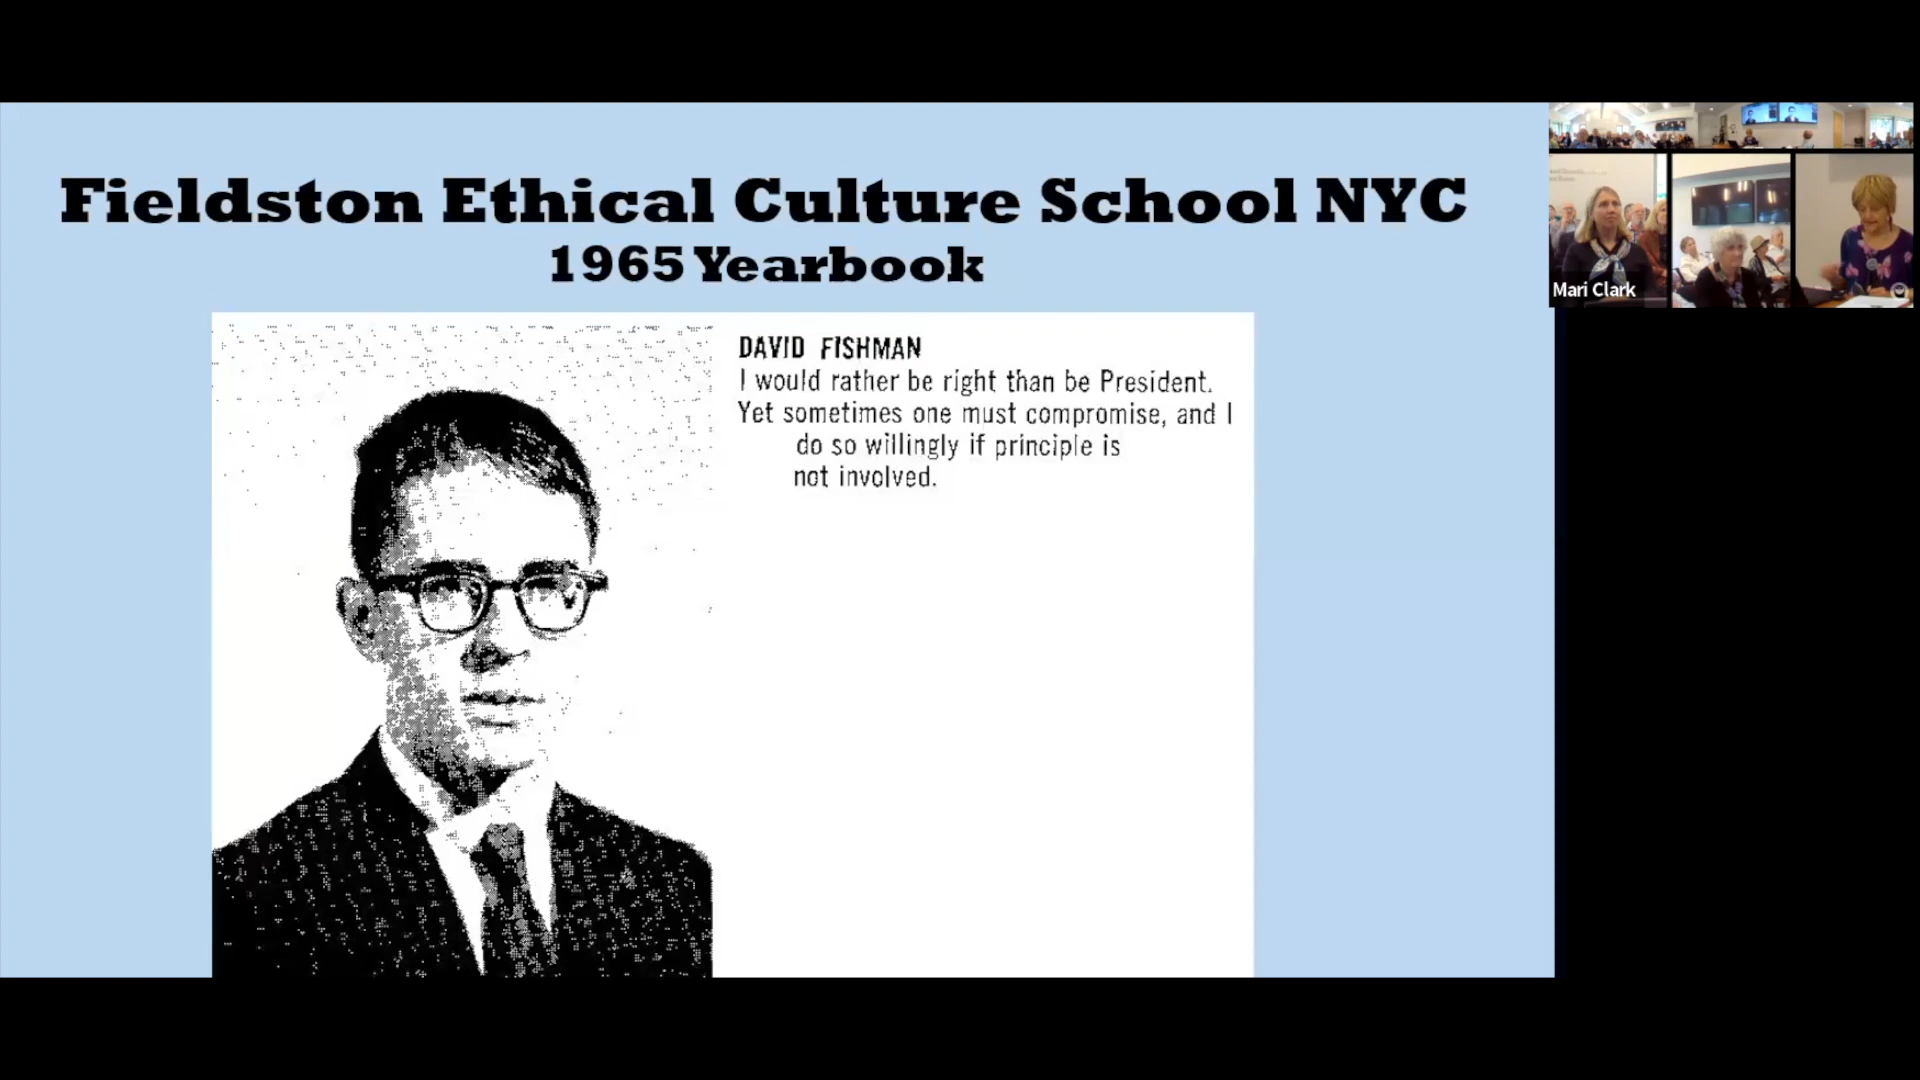 Fieldston Ethical Culture School NYC
1965 Yearbook
DAVID FISHMAN
I would rather be right than be President.
Yet sometimes one must compromise, and I
do so willingly if principle is
not involved.
Mari Clark